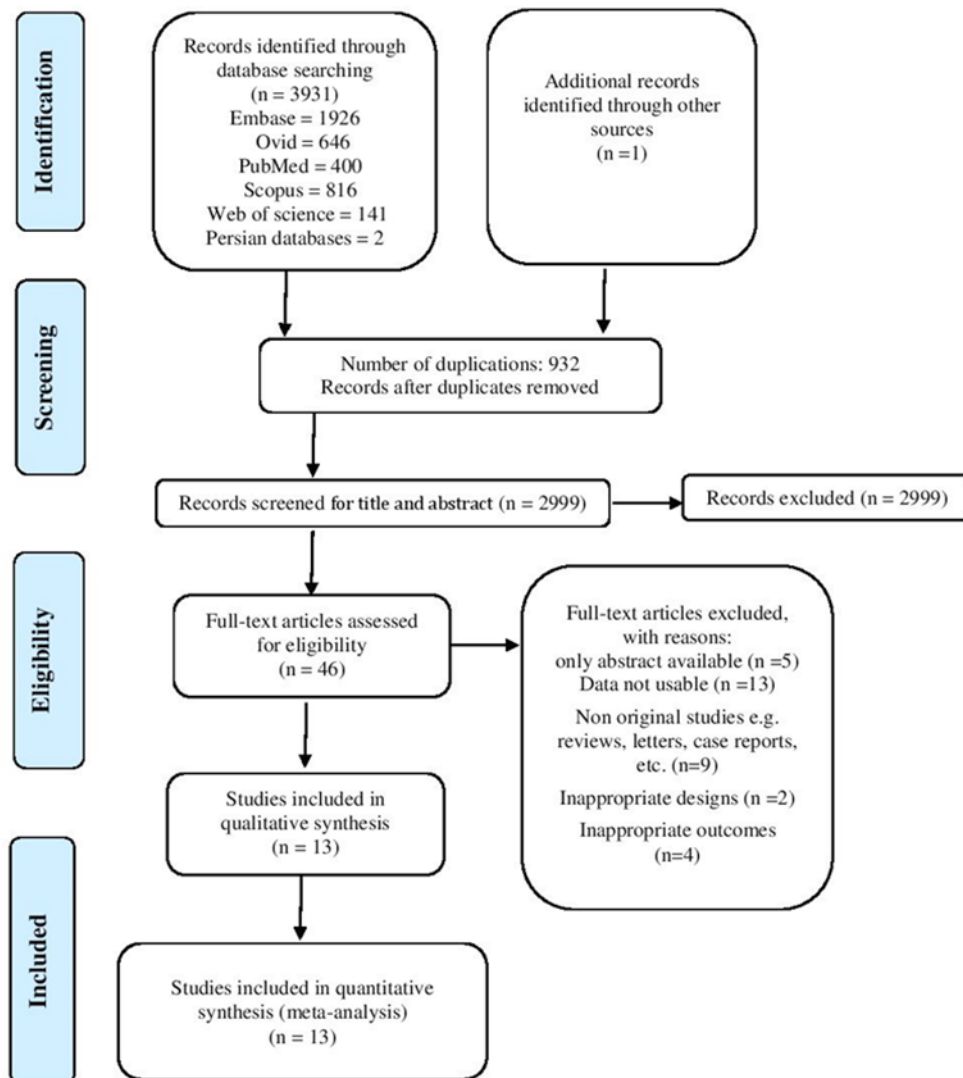 Identification
Records identified through
database searching
(n = 3931)
Embase = 1926
Ovid = 646
PubMed = 400
Scopus = 816
Web of science = 141
Persian databases = 2
Additional records
identified through other
sources
(n =1)
Screening
Number of duplications: 932
Records after duplicates removed
Records screened for title and abstract (n = 2999)
Records excluded (n = 2999)
Eligibility
Full-text articles assessed
for eligibility
(n = 46)
Full-text articles excluded,
with reasons:
only abstract available (n =5)
Data not usable (n =13)
Non original studies e.g.
reviews, letters, case reports,
etc. (n=9)
Inappropriate designs (n =2)
Inappropriate outcomes
(n=4)
Studies included in
qualitative synthesis
(n = 13)
Included
Studies included in quantitative
synthesis (meta-analysis)
(n = 13)